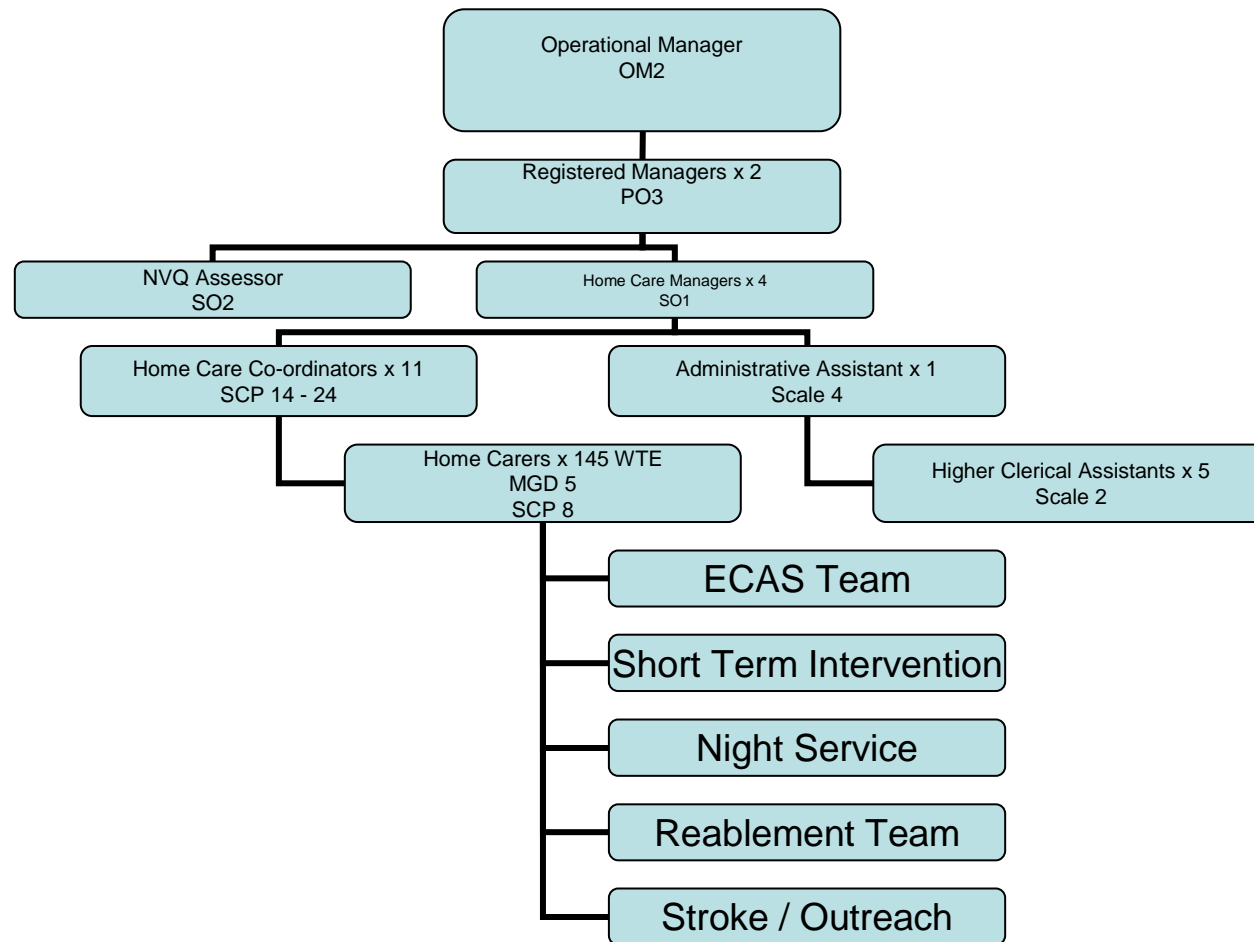 Operational Manager
OM2
Registered Managers x 2
PO3
NVQ Assessor
SO2
Home Care Managers x 4
SO1
Home Care Co-ordinators x 11
SCP 14 - 24
Administrative Assistant x 1
Scale 4
Home Carers x 145 WTE
MGD 5
SCP 8
Higher Clerical Assistants x 5
Scale 2
ECAS Team
Short Term Intervention
Night Service
Reablement Team
Stroke / Outreach